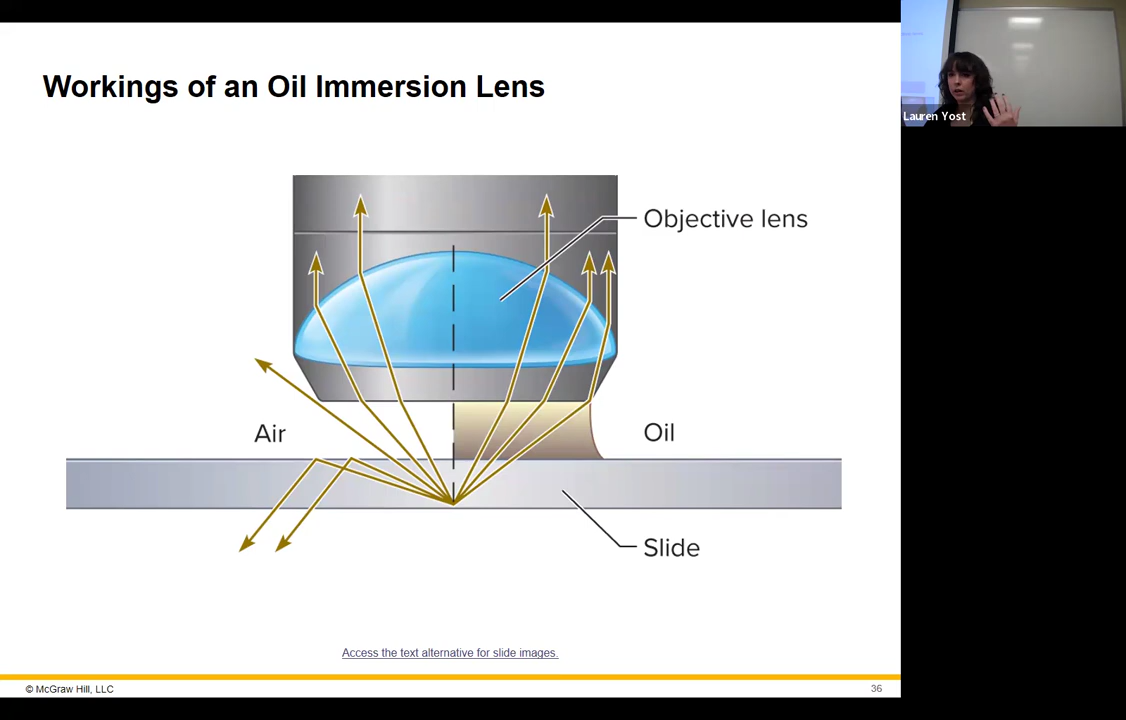 Workings of an Oil Immersion Lens
Lauren Yost
Objective lens
Air
Oil
Slide
Access the text alternative for slide images.
© McGraw Hill, LLC
36